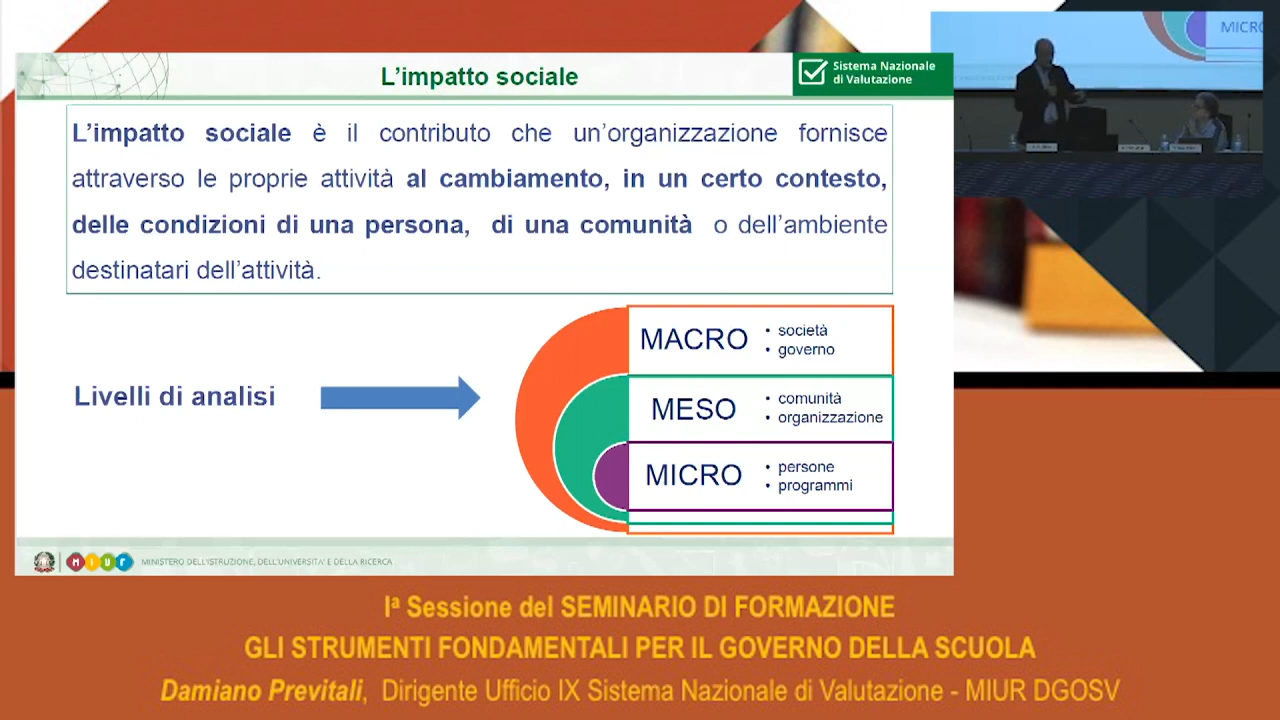 MICRO
L'impatto sociale
Sistema Nazionale
di Valutazione
L'impatto sociale è il contributo che un'organizzazione fornisce
attraverso le proprie attività al cambiamento, in un certo contesto,
delle condizioni di una persona, di una comunità o dell'ambiente
destinatari dell'attività.
Livelli di analisi
MACRO
• società
• governo
MESO
• comunità
• organizzazione
MICRO
• persone
• programmi
MIUR
MINISTERO DELL'ISTRUZIONE, DELL'UNIVERSITA' E DELLA RICERCA
Iª Sessione del SEMINARIO DI FORMAZIONE
GLI STRUMENTI FONDAMENTALI PER IL GOVERNO DELLA SCUOLA
Damiano Previtali, Dirigente Ufficio IX Sistema Nazionale di Valutazione - MIUR DGOSV